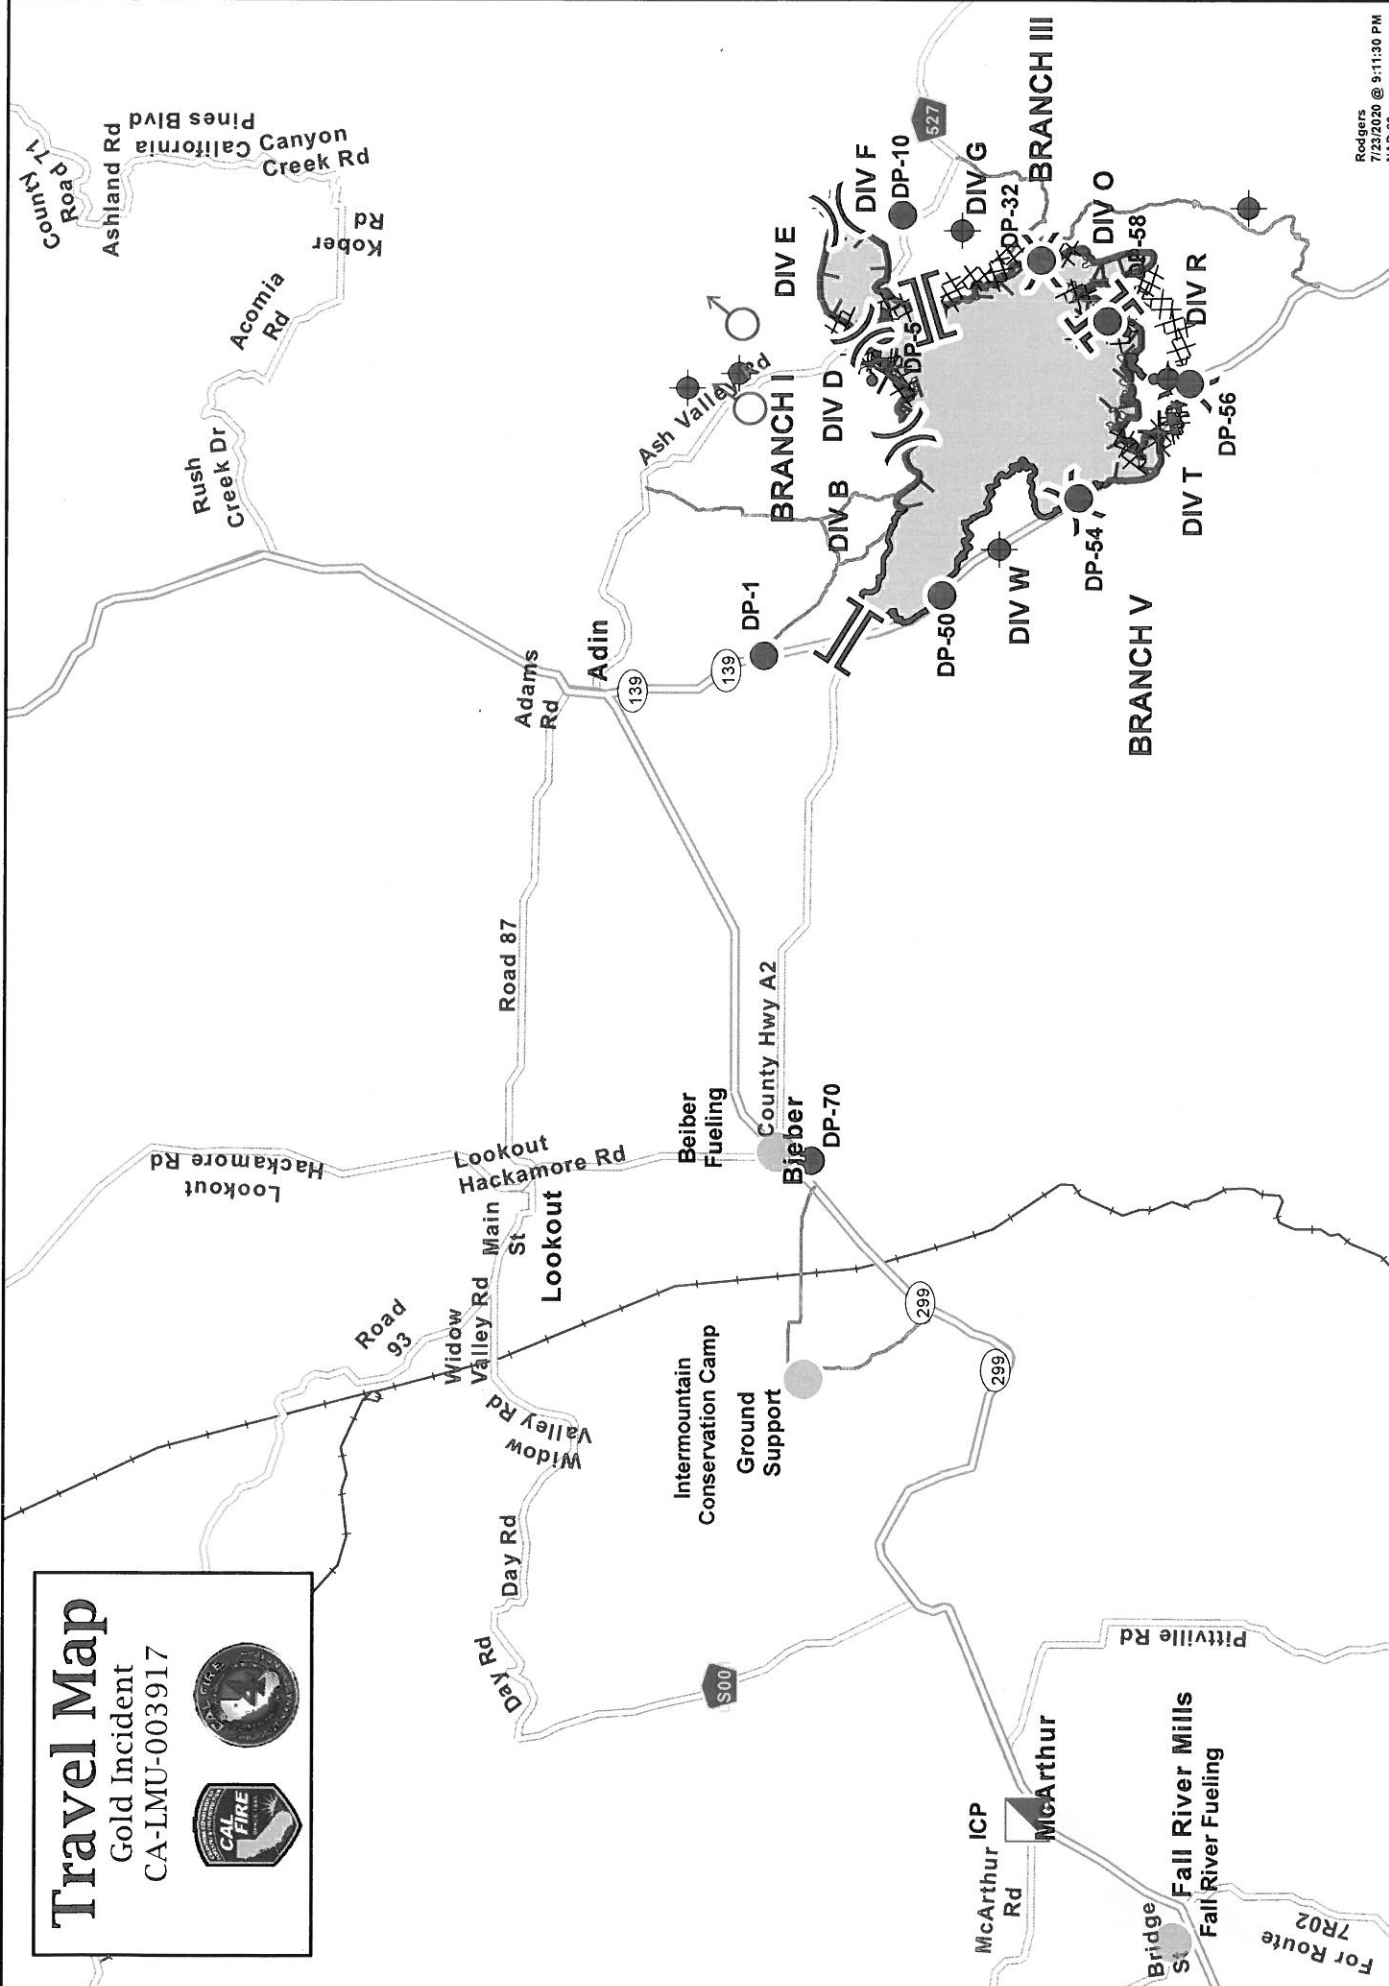 Travel Map
Gold Incident
CA-LMU-003917
CAL
FIRE
CAL FIRE
County
Road 71
Ashland Rd
California
Pines Blvd
Canyon
Creek Rd
Kober
Rd
Acomia
Rd
Rush
Creek Dr
Adams
Rd
Adin
139
139
Ash Valley Rd
Road 87
Lookout
Hackamore Rd
Lookout
Hackamore Rd
Main
St
Lookout
Road
93
Widow
Valley Rd
Widow
Valley Rd
Day Rd
Day Rd
S00
Beiber
Fueling
County Hwy A2
Bieber
DP-70
Intermountain
Conservation Camp
Ground
Support
299
299
Pittville Rd
ICP
McArthur
McArthur
Rd
Fall River Mills
Fall River Fueling
Bridge
St
For Route
7R02
BRANCH I
DIV B
DIV D
DIV E
DIV F
DP-10
527
DIV G
BRANCH III
DP-32
DIV O
DP-58
DIV R
DP-5
DP-1
DP-50
DIV W
DP-54
DIV T
DP-56
BRANCH V
Rodgers
7/23/2020 @ 9:11:30 PM